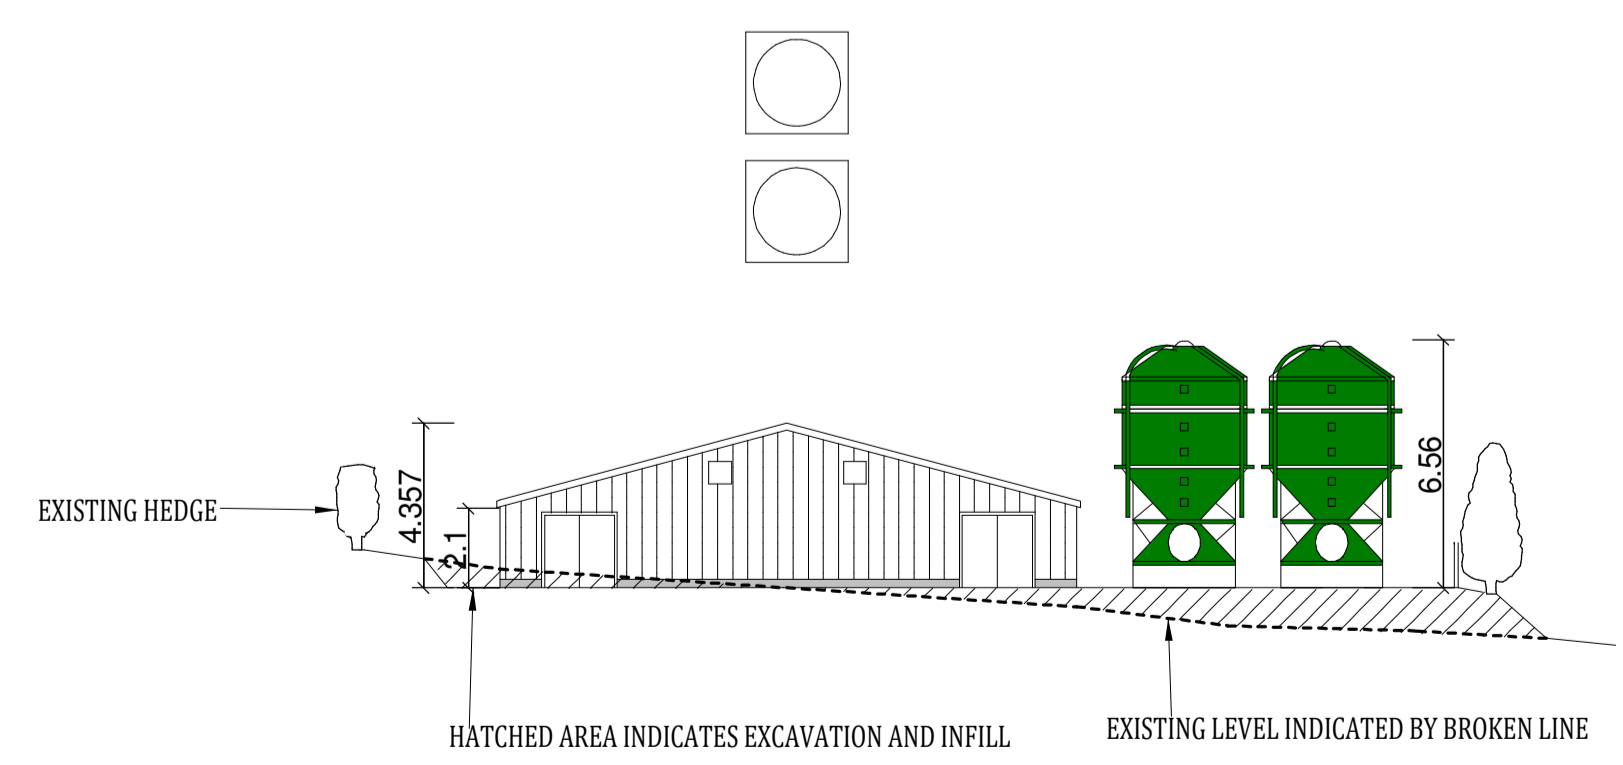 EXISTING HEDGE
4.357
2.1
6.56
HATCHED AREA INDICATES EXCAVATION AND INFILL
EXISTING LEVEL INDICATED BY BROKEN LINE